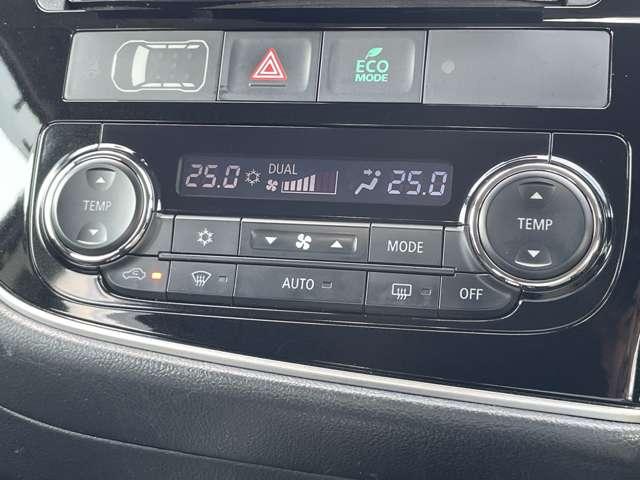 ECO
MODE
25.0 DUAL 25.0
TEMP
TEMP
MODE
AUTO
OFF